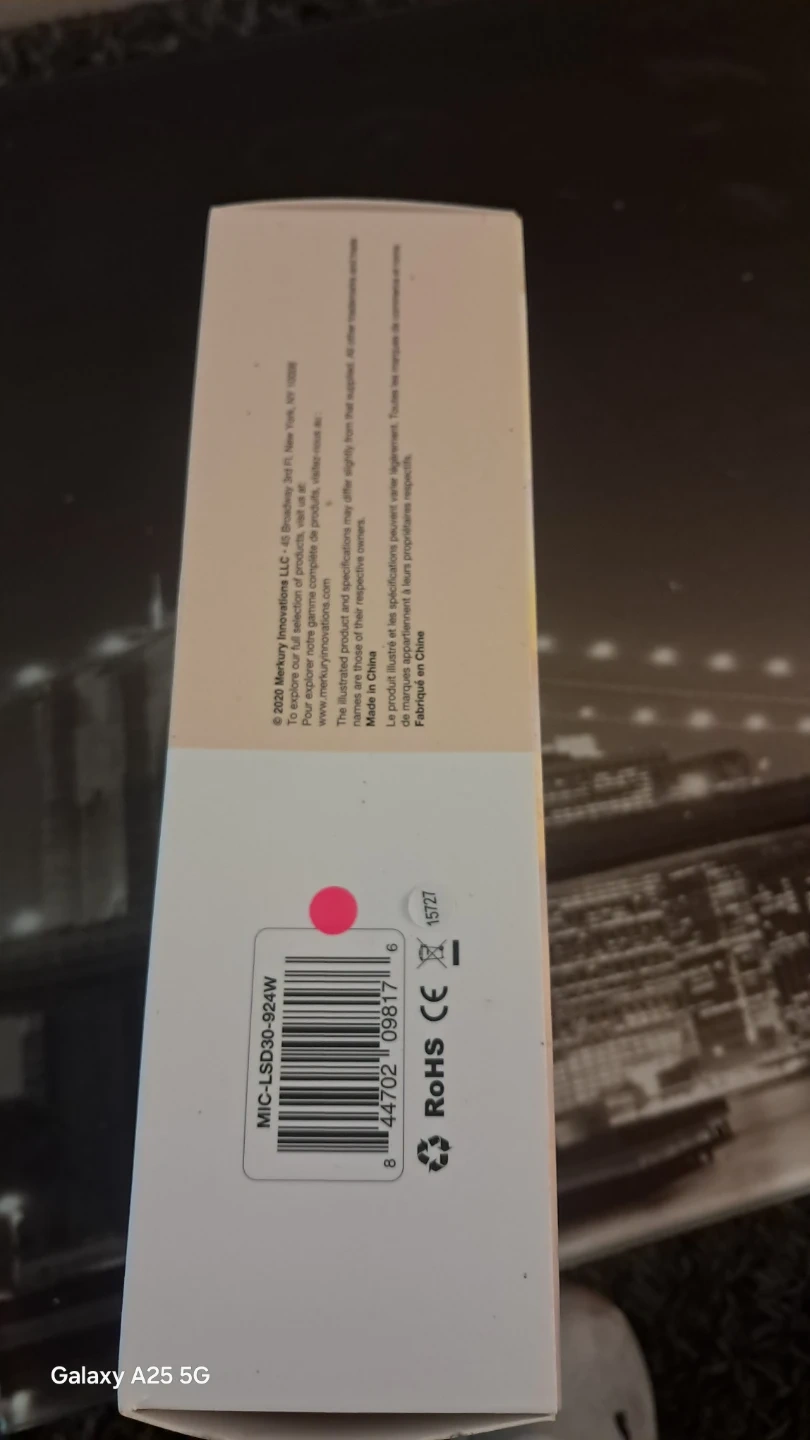 © 2020 Merkury Innovations LLC • 45 Broadway 3rd Fl, New York, NY 10006
To explore our full selection of products, visit us at:
Pour explorer notre gamme complète de produits, visitez-nous au :
www.merkuryinnovations.com
The illustrated product and specifications may differ slightly from that supplied. All other trademarks and trade
names are those of their respective owners.
Made in China
Le produit illustré et les spécifications peuvent varier légèrement. Toutes les marques de commerce et noms
de marques appartiennent à leurs propriétaires respectifs.
Fabriqué en Chine
MIC-LSD30-924W
8 44702 09817 6
RoHS CE
15727
Galaxy A25 5G